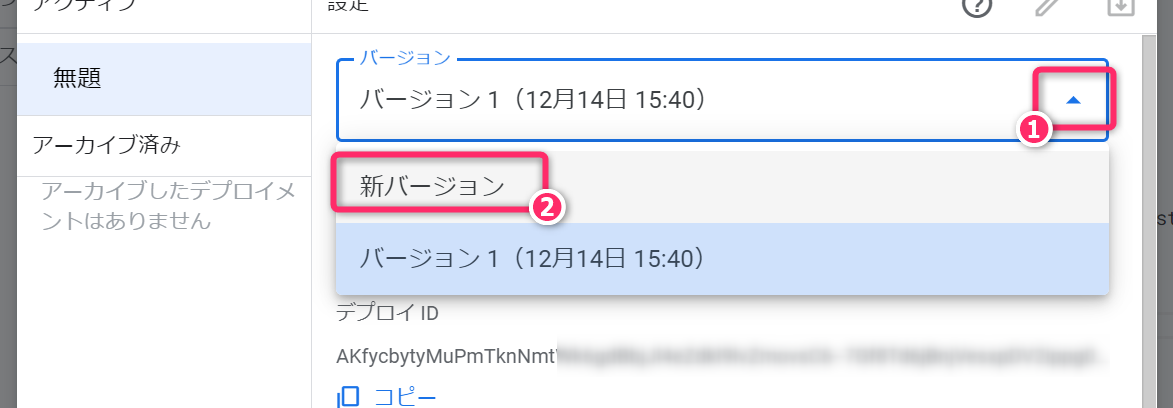 アクティブ
設定
無題
アーカイブ済み
アーカイブしたデプロイメ
ントはありません
バージョン
バージョン 1（12月14日 15:40）
1
新バージョン
2
バージョン 1（12月14日 15:40）
デプロイ ID
AKfycbytyMuPmTknNmt
コピー